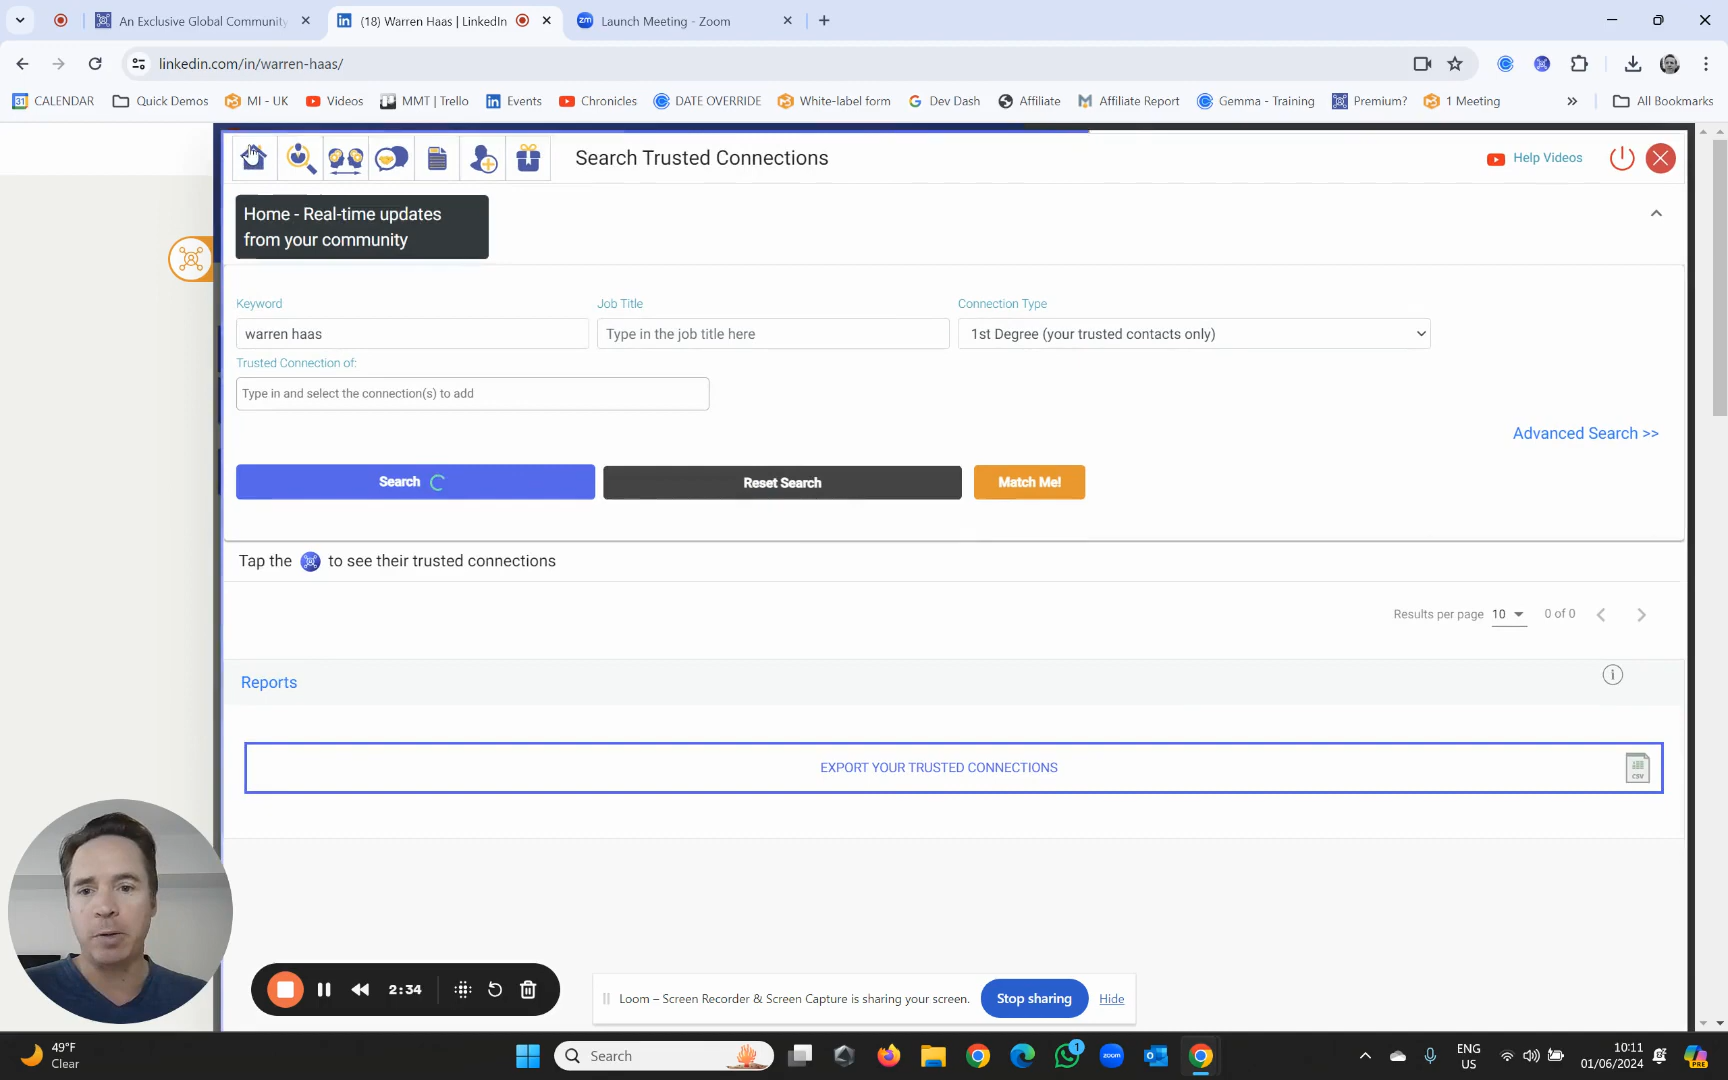 An Exclusive Global Community
(18) Warren Haas | LinkedIn
zm
Launch Meeting - Zoom
linkedin.com/in/warren-haas/
31 CALENDAR
Quick Demos
MI - UK
Videos
MMT | Trello
Events
Chronicles
DATE OVERRIDE
White-label form
Dev Dash
Affiliate
Affiliate Report
Gemma - Training
Premium?
1 Meeting
All Bookmarks
Search Trusted Connections
Help Videos
Home - Real-time updates
from your community
Keyword
Job Title
Connection Type
warren haas
Type in the job title here
1st Degree (your trusted contacts only)
Trusted Connection of:
Type in and select the connection(s) to add
Advanced Search >>
Search
Reset Search
Match Me!
Tap the to see their trusted connections
Results per page 10 0 of 0
Reports
EXPORT YOUR TRUSTED CONNECTIONS
CSV
2:34
Loom – Screen Recorder & Screen Capture is sharing your screen.
Stop sharing
Hide
49°F
Clear
Search
1
zoom
ENG
US
10:11
01/06/2024
PRE